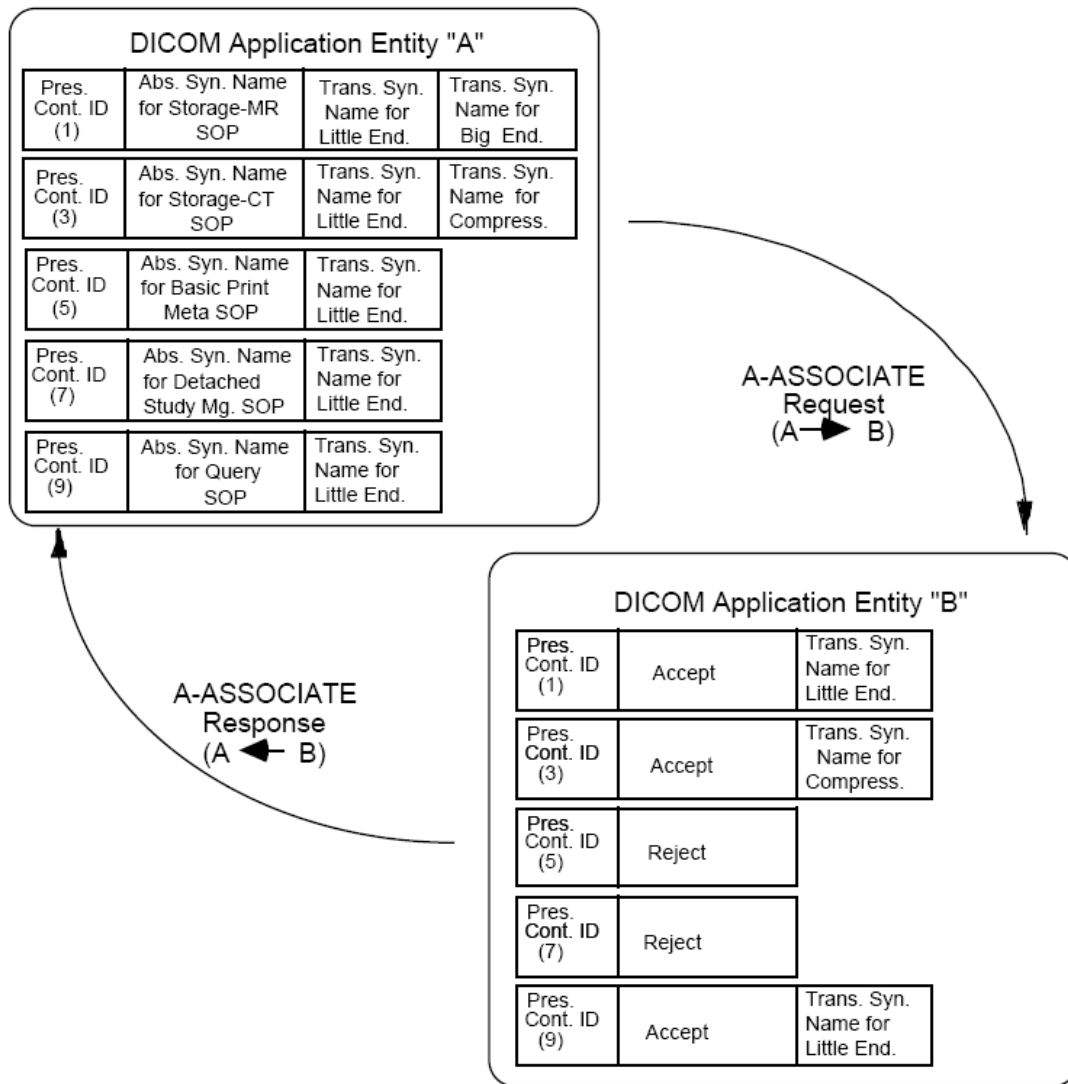 DICOM Application Entity "A"
Pres.
Cont. ID
(1)
Abs. Syn. Name
for Storage-MR
SOP
Trans. Syn.
Name for
Little End.
Trans. Syn.
Name for
Big End.
Pres.
Cont. ID
(3)
Abs. Syn. Name
for Storage-CT
SOP
Trans. Syn.
Name for
Little End.
Trans. Syn.
Name for
Compress.
Pres.
Cont. ID
(5)
Abs. Syn. Name
for Basic Print
Meta SOP
Trans. Syn.
Name for
Little End.
Pres.
Cont. ID
(7)
Abs. Syn. Name
for Detached
Study Mg. SOP
Trans. Syn.
Name for
Little End.
Pres.
Cont. ID
(9)
Abs. Syn. Name
for Query
SOP
Trans. Syn.
Name for
Little End.
A-ASSOCIATE
Request
(A B)
A-ASSOCIATE
Response
(A B)
DICOM Application Entity "B"
Pres.
Cont. ID
(1)
Accept
Trans. Syn.
Name for
Little End.
Pres.
Cont. ID
(3)
Accept
Trans. Syn.
Name for
Compress.
Pres.
Cont. ID
(5)
Reject
Pres.
Cont. ID
(7)
Reject
Pres.
Cont. ID
(9)
Accept
Trans. Syn.
Name for
Little End.